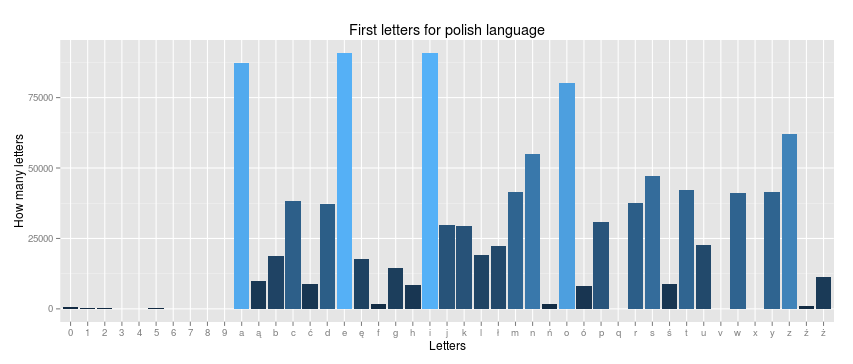 First letters for polish language
How many letters
75000
50000
25000
0
0 1 2 3 4 5 6 7 8 9 a ą b c ć d e ę f g h i j k l ł m n ń o ó p q r s ś t u v w x y z ź ż
Letters